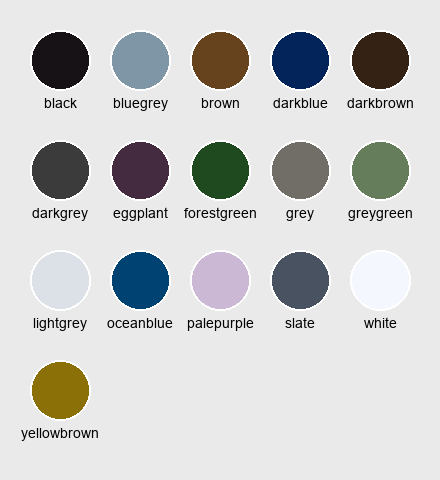 black bluegrey brown darkblue darkbrown
darkgrey eggplant forestgreen grey greygreen
lightgrey oceanblue palepurple slate white
yellowbrown